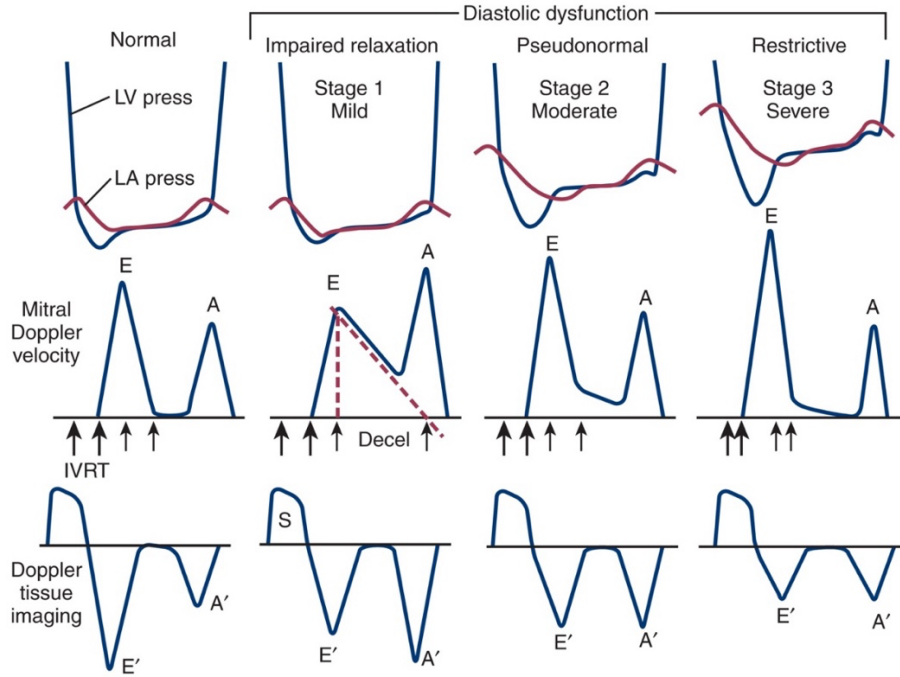 Diastolic dysfunction
Normal
Impaired relaxation
Pseudonormal
Restrictive
LV press
Stage 1
Mild
Stage 2
Moderate
Stage 3
Severe
LA press
Mitral
Doppler
velocity
E
A
E
A
E
A
E
A
IVRT
Decel
Doppler
tissue
imaging
E′
A′
S
E′
A′
E′
A′
E′
A′